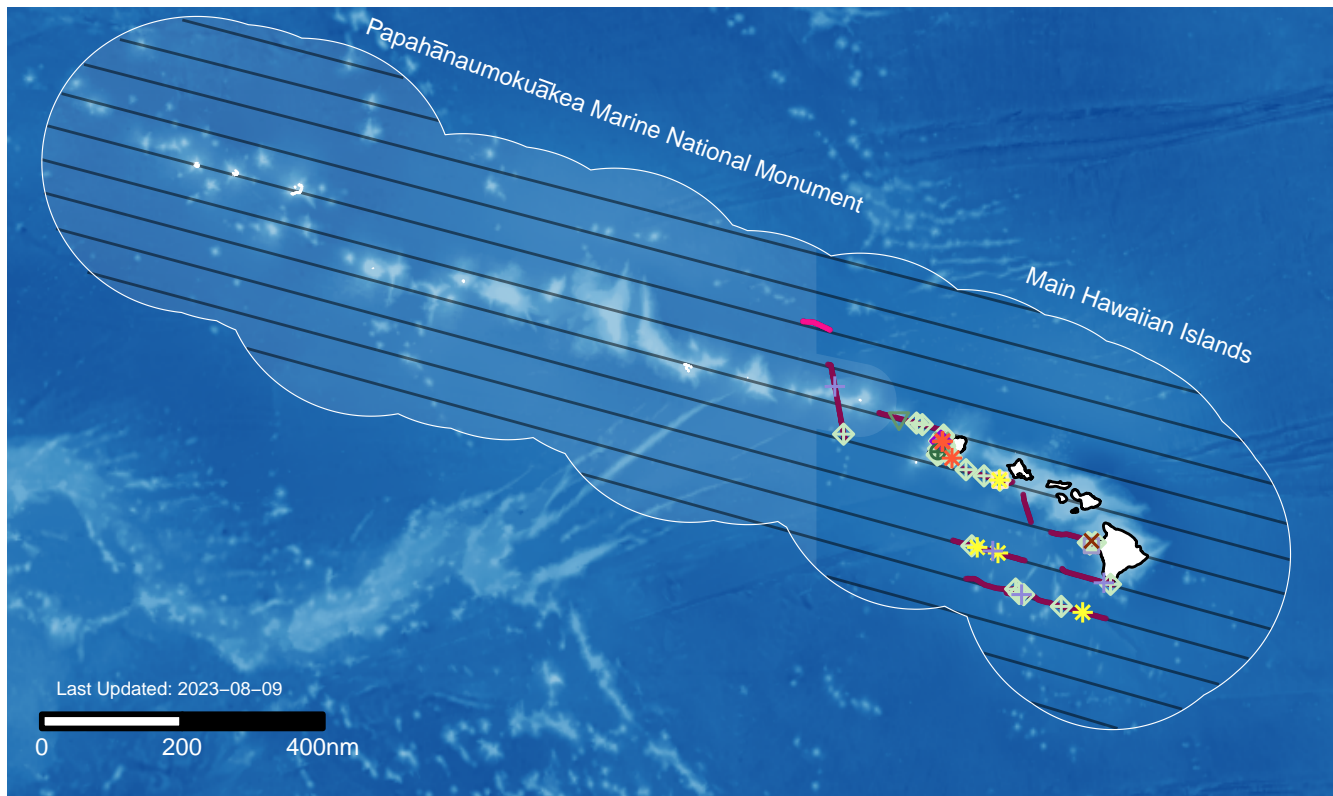 Papahānaumokuākea Marine National Monument
Main Hawaiian Islands
Last Updated: 2023−08−09
0 200 400nm